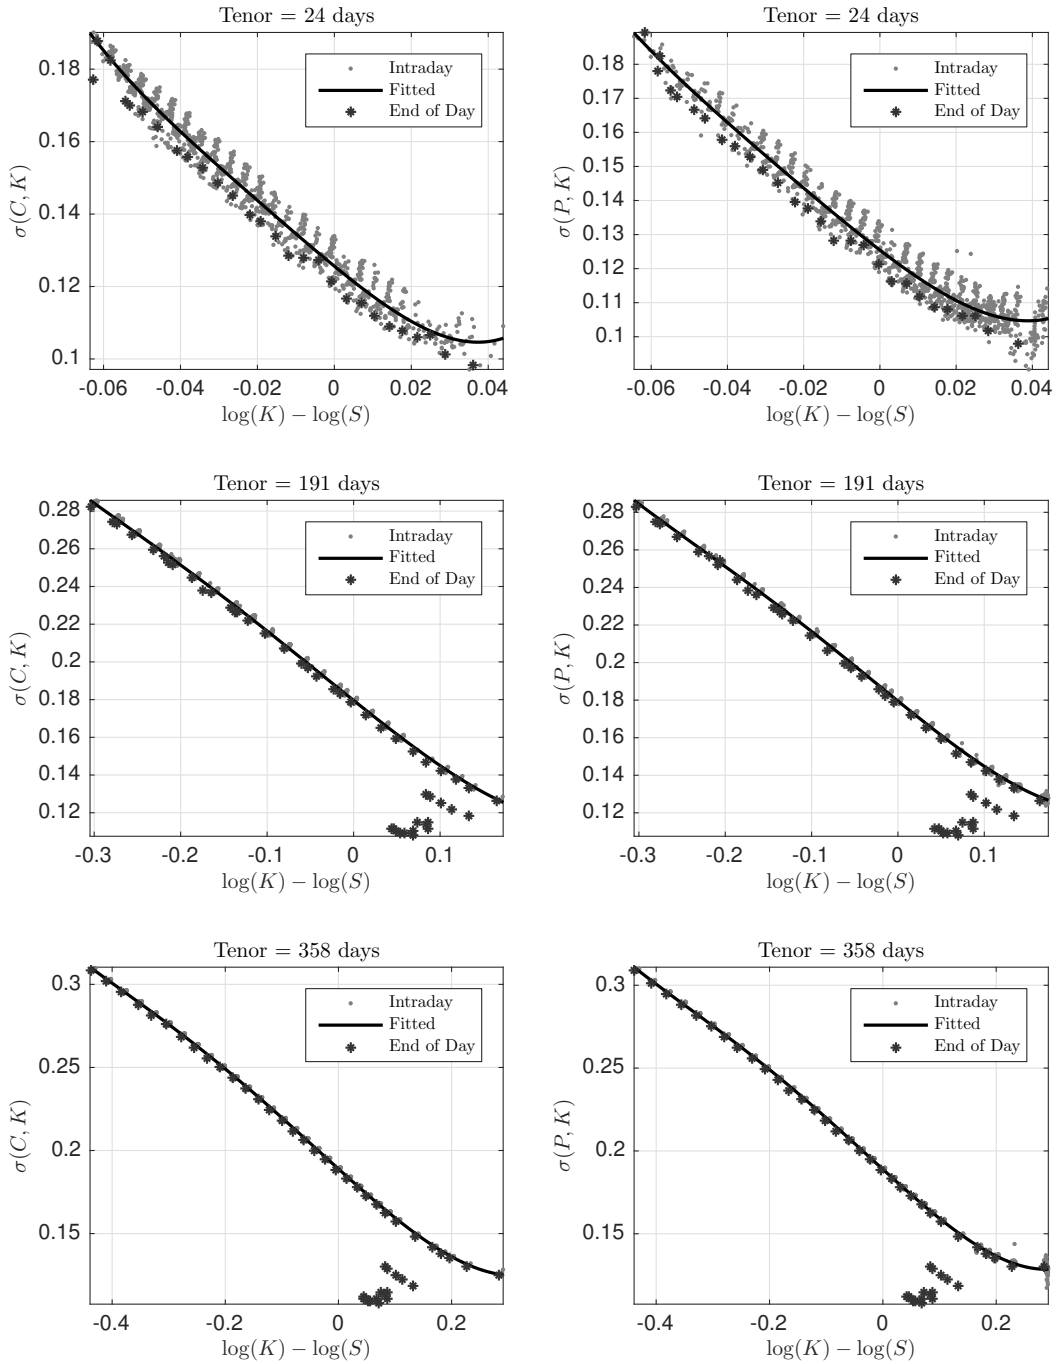 Tenor = 24 days
0.18
0.16
0.14
0.12
0.1
σ(C, K)
Intraday
Fitted
End of Day
-0.06 -0.04 -0.02 0 0.02 0.04
log(K) − log(S)
Tenor = 24 days
0.18
0.17
0.16
0.15
0.14
0.13
0.12
0.11
0.1
σ(P, K)
Intraday
Fitted
End of Day
-0.06 -0.04 -0.02 0 0.02 0.04
log(K) − log(S)
Tenor = 191 days
0.28
0.26
0.24
0.22
0.2
0.18
0.16
0.14
0.12
σ(C, K)
Intraday
Fitted
End of Day
-0.3 -0.2 -0.1 0 0.1
log(K) − log(S)
Tenor = 191 days
0.28
0.26
0.24
0.22
0.2
0.18
0.16
0.14
0.12
σ(P, K)
Intraday
Fitted
End of Day
-0.3 -0.2 -0.1 0 0.1
log(K) − log(S)
Tenor = 358 days
0.3
0.25
0.2
0.15
σ(C, K)
Intraday
Fitted
End of Day
-0.4 -0.2 0 0.2
log(K) − log(S)
Tenor = 358 days
0.3
0.25
0.2
0.15
σ(P, K)
Intraday
Fitted
End of Day
-0.4 -0.2 0 0.2
log(K) − log(S)